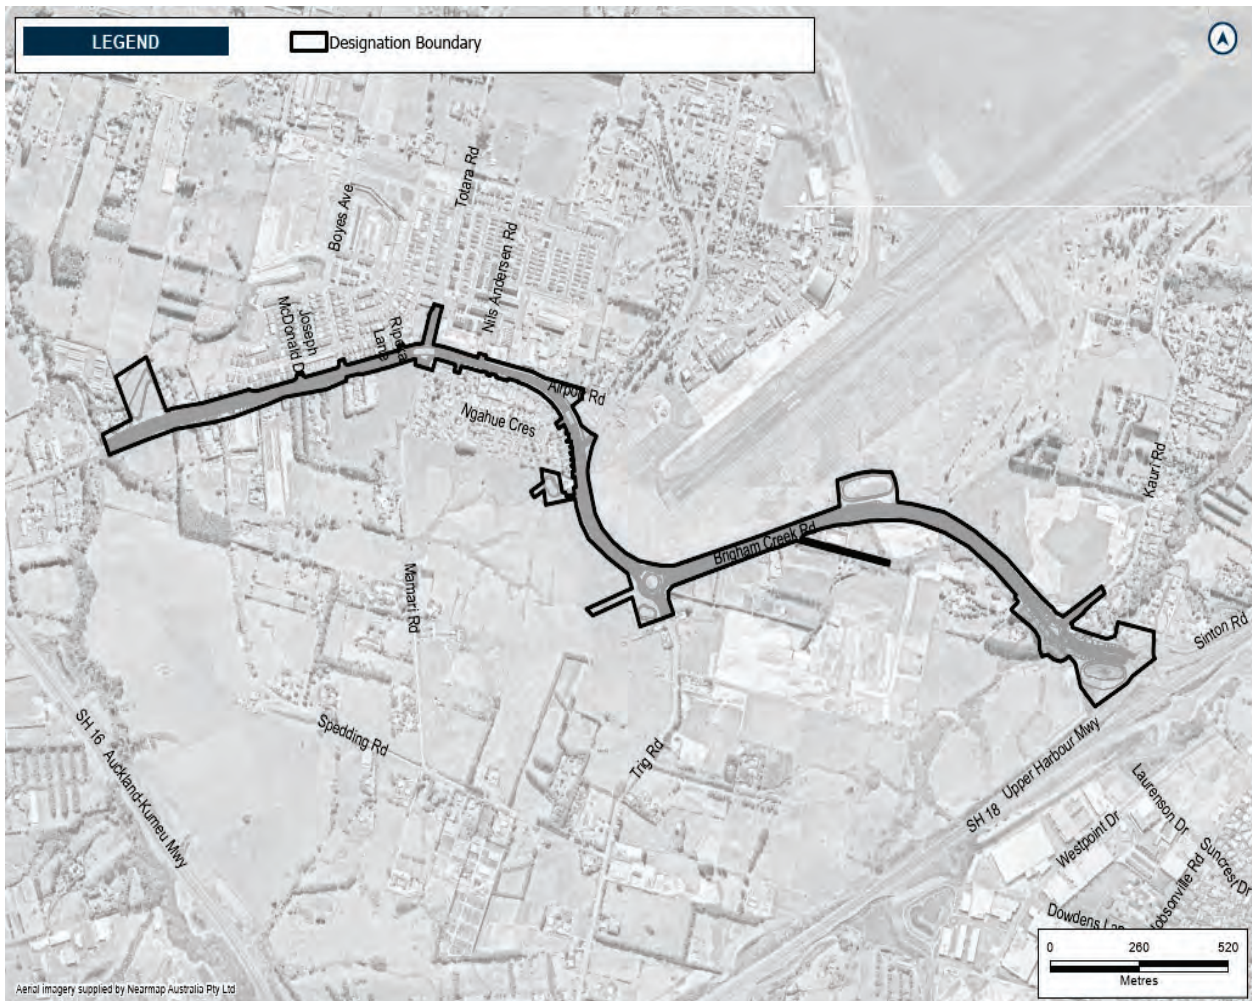 LEGEND
Designation Boundary
Totara Rd
Boyes Ave
Nils Andersen Rd
Joseph
McDonald D
Ripeka
Lane
Airport Rd
Ngahue Cres
Kauri Rd
Brigham Creek Rd
Mamari Rd
Sinton Rd
Spedding Rd
Trig Rd
SH 16 Auckland-Kumeu Mwy
SH 18 Upper Harbour Mwy
Laurenson Dr
Westpoint Dr
Suncrest Dr
Hobsonville Rd
Dowdens La
0 260 520
Metres
Aerial imagery supplied by Nearmap Australia Pty Ltd